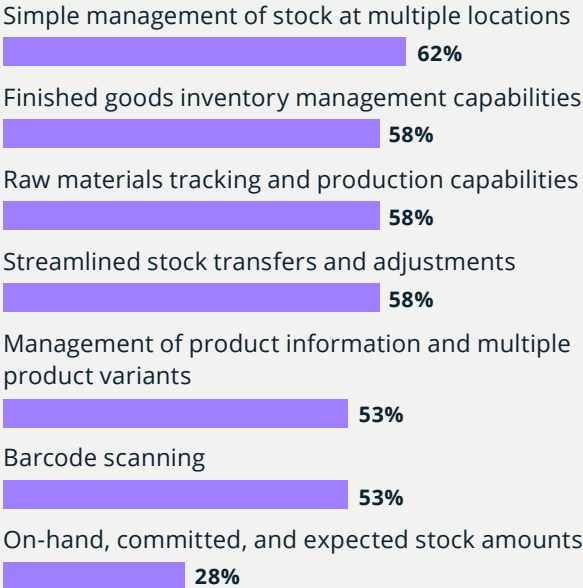 Simple management of stock at multiple locations
62%
Finished goods inventory management capabilities
58%
Raw materials tracking and production capabilities
58%
Streamlined stock transfers and adjustments
58%
Management of product information and multiple
product variants
53%
Barcode scanning
53%
On-hand, committed, and expected stock amounts
28%